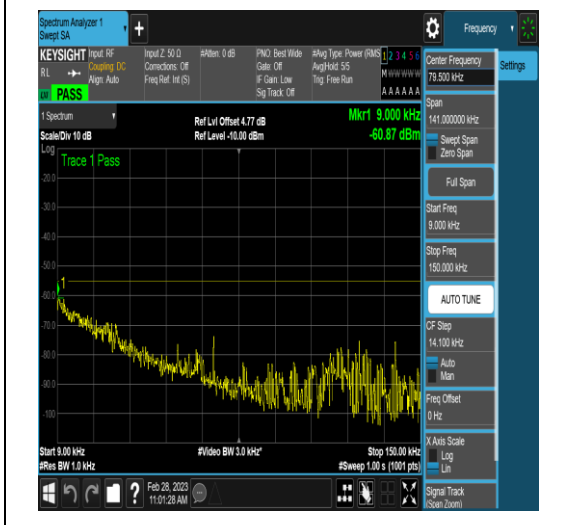 Spectrum Analyzer 1
Swept SA
+
Frequency
KEYSIGHT
RL
PASS
Input: RF
Coupling: DC
Align: Auto
Input Z: 50 Ω
Corrections: Off
Freq Ref: Int (S)
#Atten: 0 dB
PNO: Best Wide
Gate: Off
IF Gain: Low
Sig Track: Off
#Avg Type: Power (RMS
Avg|Hold: 5/5
Trig: Free Run
1 2 3 4 5 6
M W W W W W
A A A A A A
1 Spectrum
Scale/Div 10 dB
Ref Lvl Offset 4.77 dB
Ref Level -10.00 dBm
Mkr1 9.000 kHz
-60.87 dBm
Log
Trace 1 Pass
-20.0
-30.0
-40.0
-50.0
-60.0
-70.0
-80.0
-90.0
-100
1
Start 9.00 kHz
#Res BW 1.0 kHz
#Video BW 3.0 kHz*
Stop 150.00 kHz
#Sweep 1.00 s (1001 pts)
?
Feb 28, 2023
11:01:28 AM
Center Frequency
79.500 kHz
Settings
Span
141.000000 kHz
Swept Span
Zero Span
Full Span
Start Freq
9.000 kHz
Stop Freq
150.000 kHz
AUTO TUNE
CF Step
14.100 kHz
Auto
Man
Freq Offset
0 Hz
X Axis Scale
Log
Lin
Signal Track
(Span Zoom)